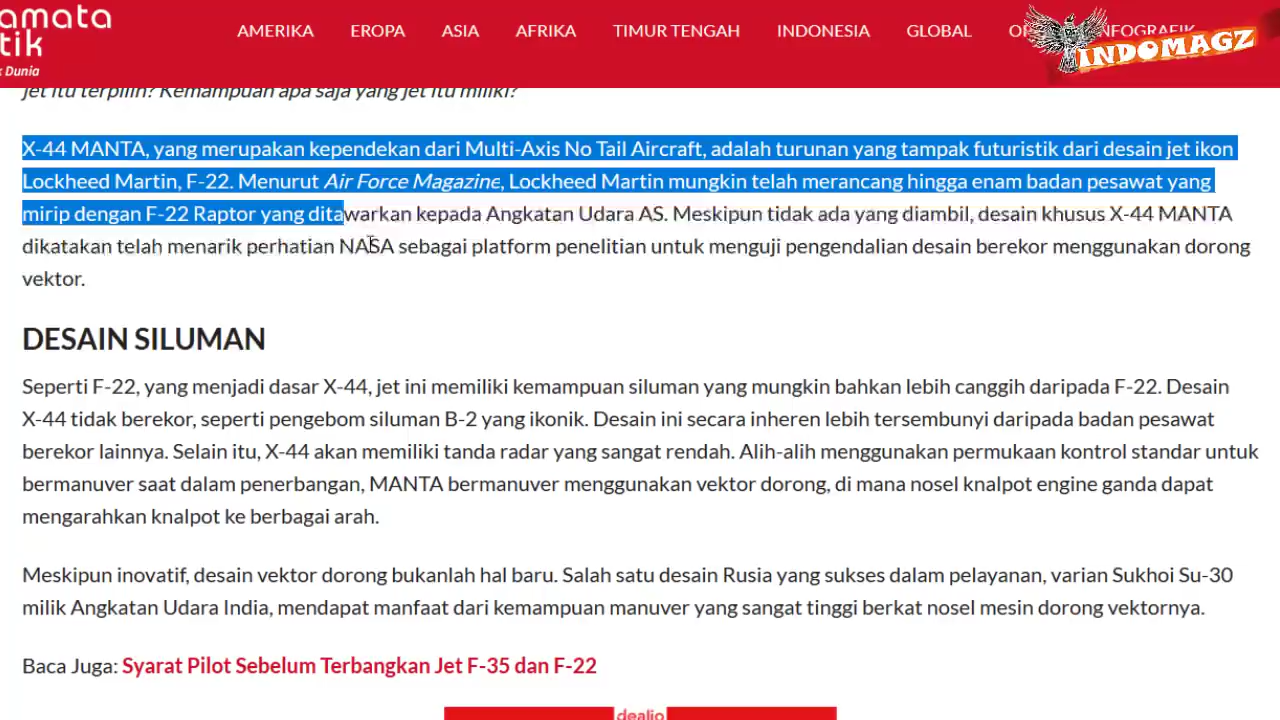 amata
tik
k Dunia
AMERIKA EROPA ASIA AFRIKA TIMUR TENGAH INDONESIA GLOBAL
INDOMAGZ
jet itu terpilih? Kemampuan apa saja yang jet itu miliki?
X-44 MANTA, yang merupakan kependekan dari Multi-Axis No Tail Aircraft, adalah turunan yang tampak futuristik dari desain jet ikon
Lockheed Martin, F-22. Menurut Air Force Magazine, Lockheed Martin mungkin telah merancang hingga enam badan pesawat yang
mirip dengan F-22 Raptor yang ditawarkan kepada Angkatan Udara AS. Meskipun tidak ada yang diambil, desain khusus X-44 MANTA
dikatakan telah menarik perhatian NASA sebagai platform penelitian untuk menguji pengendalian desain berekor menggunakan dorong
vektor.
DESAIN SILUMAN
Seperti F-22, yang menjadi dasar X-44, jet ini memiliki kemampuan siluman yang mungkin bahkan lebih canggih daripada F-22. Desain
X-44 tidak berekor, seperti pengebom siluman B-2 yang ikonik. Desain ini secara inheren lebih tersembunyi daripada badan pesawat
berekor lainnya. Selain itu, X-44 akan memiliki tanda radar yang sangat rendah. Alih-alih menggunakan permukaan kontrol standar untuk
bermanuver saat dalam penerbangan, MANTA bermanuver menggunakan vektor dorong, di mana nosel knalpot engine ganda dapat
mengarahkan knalpot ke berbagai arah.
Meskipun inovatif, desain vektor dorong bukanlah hal baru. Salah satu desain Rusia yang sukses dalam pelayanan, varian Sukhoi Su-30
milik Angkatan Udara India, mendapat manfaat dari kemampuan manuver yang sangat tinggi berkat nosel mesin dorong vektornya.
Baca Juga: Syarat Pilot Sebelum Terbangkan Jet F-35 dan F-22
dealio